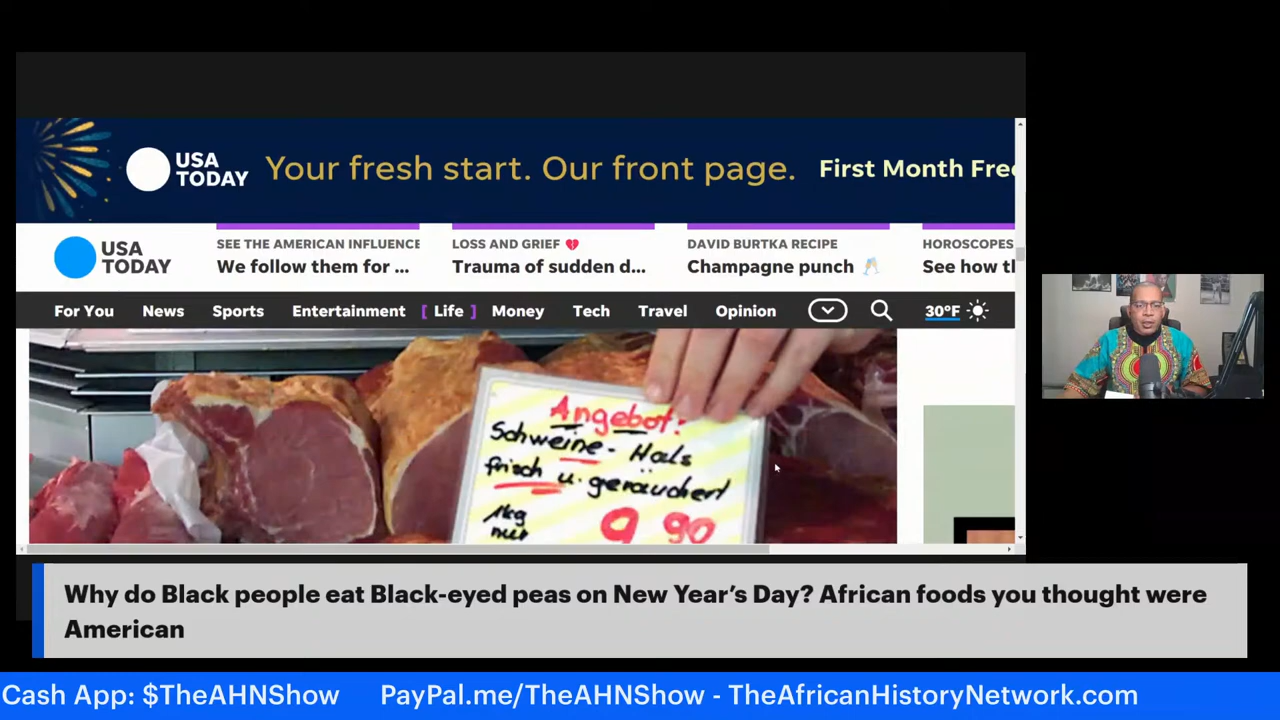 USA
TODAY
Your fresh start. Our front page.
First Month Free
USA
TODAY
SEE THE AMERICAN INFLUENCE
We follow them for ...
LOSS AND GRIEF
Trauma of sudden d...
DAVID BURTKA RECIPE
Champagne punch
HOROSCOPES
See how th
For You
News
Sports
Entertainment
[ Life ]
Money
Tech
Travel
Opinion
30°F
Angebot:
Schweine- Hals
frisch u. geräuchert
1kg
nur
9 90
Why do Black people eat Black-eyed peas on New Year’s Day? African foods you thought were
American
Cash App: $TheAHNShow PayPal.me/TheAHNShow - TheAfricanHistoryNetwork.com